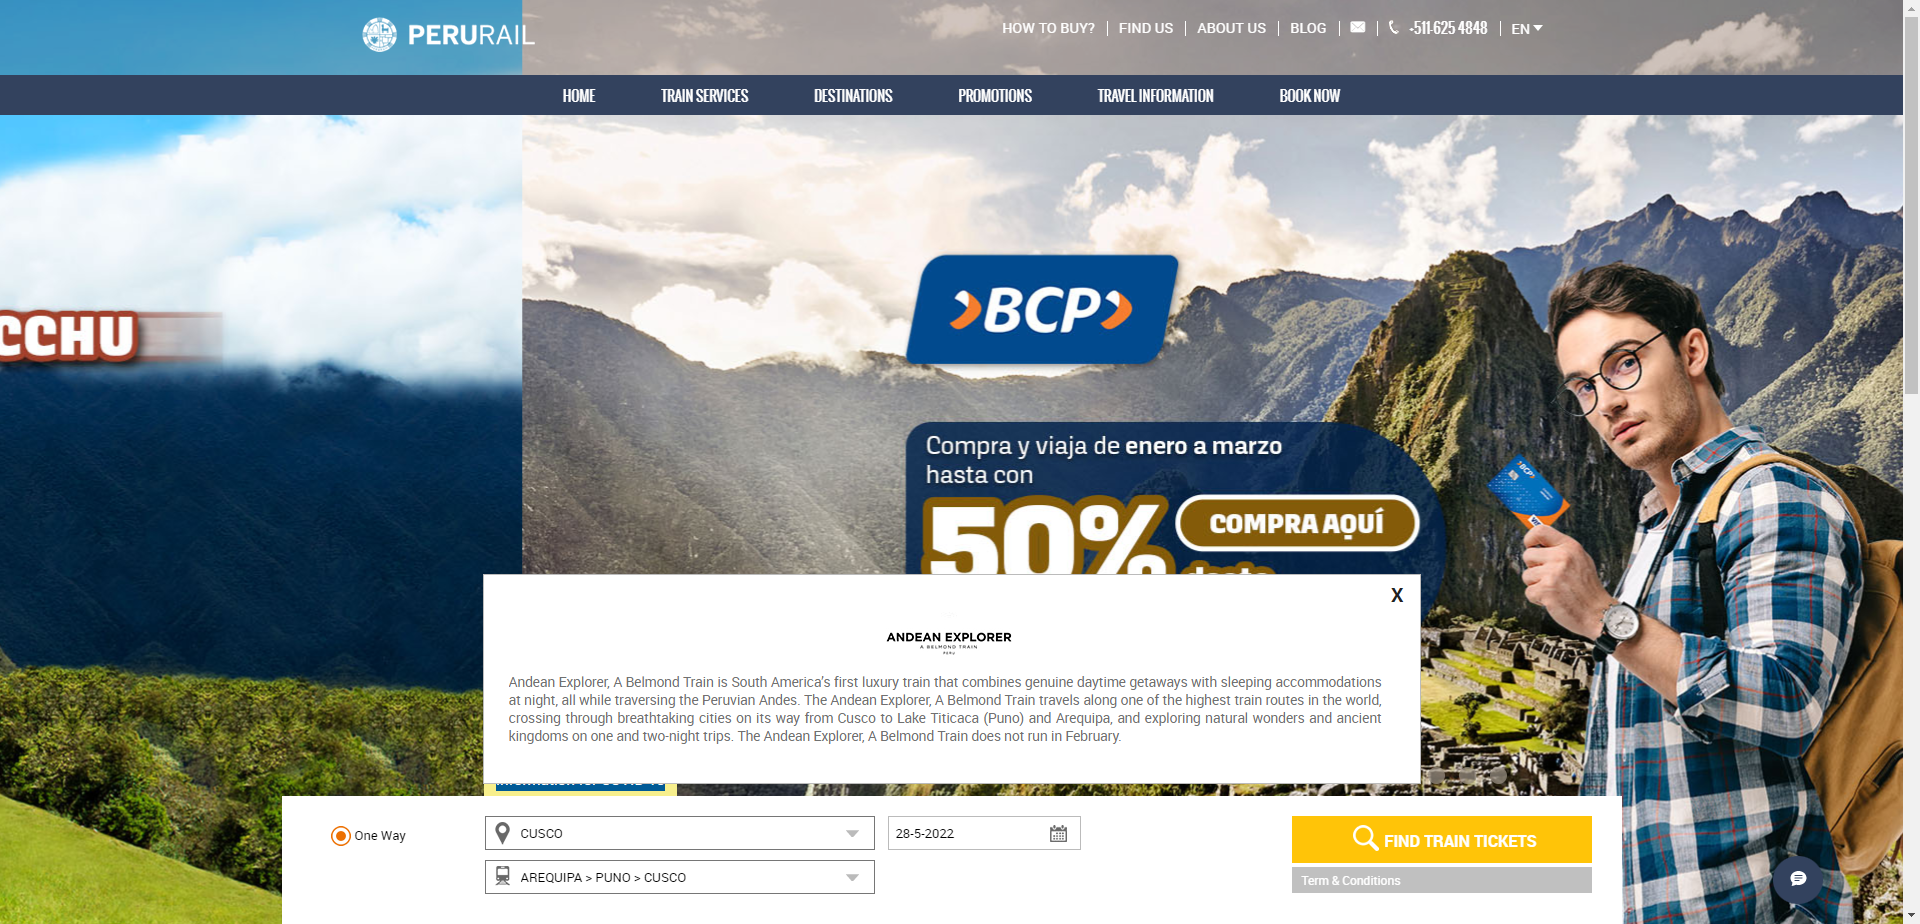 PERURAIL
HOW TO BUY?
FIND US
ABOUT US
BLOG
+511-625 4848
EN
HOME
TRAIN SERVICES
DESTINATIONS
PROMOTIONS
TRAVEL INFORMATION
BOOK NOW
CCHU
BCP
Compra y viaja de enero a marzo
hasta con
50%
COMPRA AQUÍ
BCP
X
ANDEAN EXPLORER
A BELMOND TRAIN
PERU
Andean Explorer, A Belmond Train is South America’s first luxury train that combines genuine daytime getaways with sleeping accommodations
at night, all while traversing the Peruvian Andes. The Andean Explorer, A Belmond Train travels along one of the highest train routes in the world,
crossing through breathtaking cities on its way from Cusco to Lake Titicaca (Puno) and Arequipa, and exploring natural wonders and ancient
kingdoms on one and two-night trips. The Andean Explorer, A Belmond Train does not run in February.
One Way
CUSCO
28-5-2022
FIND TRAIN TICKETS
AREQUIPA > PUNO > CUSCO
Term & Conditions